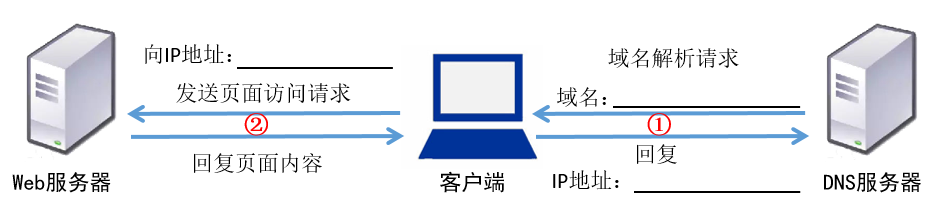 向IP地址：
发送页面访问请求
②
回复页面内容
Web服务器
客户端
域名解析请求
域名：
①
回复
IP地址：
DNS服务器